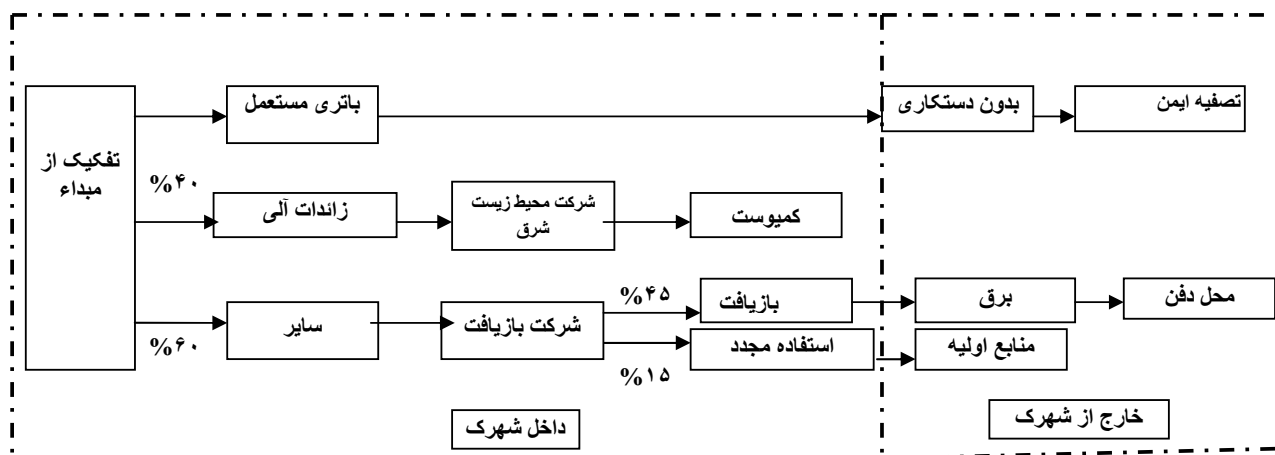 تفکیک از
مبداء
باتری مستعمل
بدون دستکاری
تصفیه ایمن
%۴۰
زائدات آلی
شرکت محیط زیست
شرق
کمپوست
%۶۰
سایر
شرکت بازیافت
%۴۵
بازیافت
برق
محل دفن
%۱۵
استفاده مجدد
منابع اولیه
داخل شهرک
خارج از شهرک